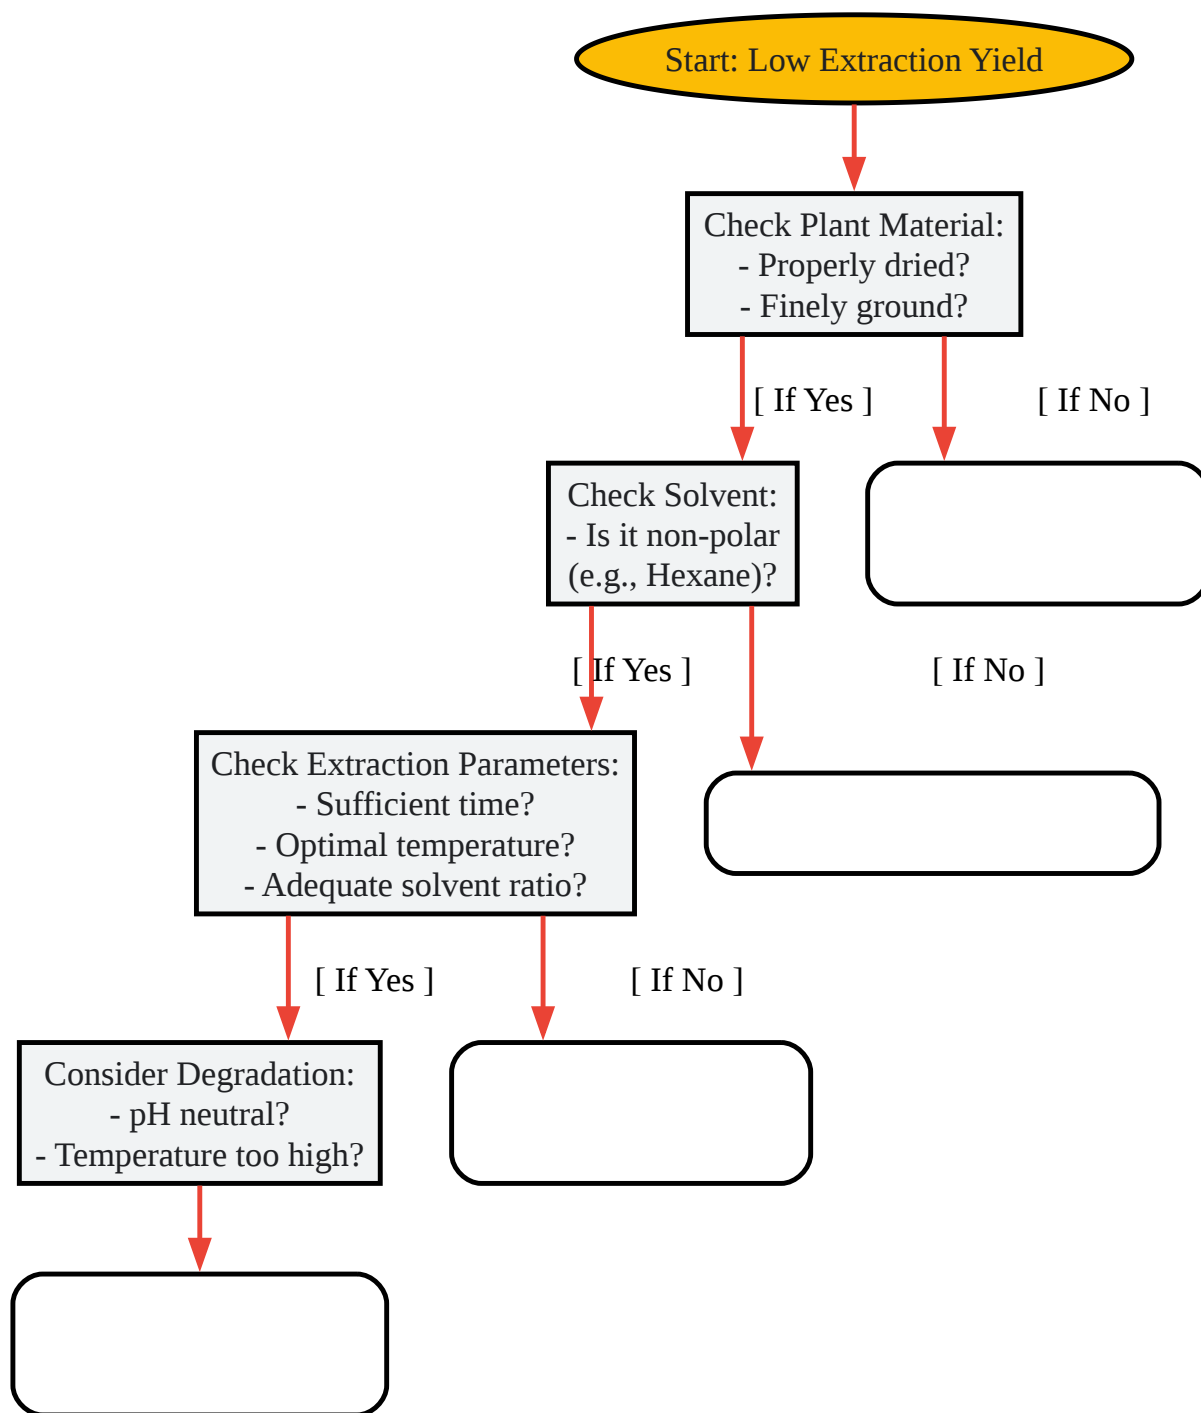 Start: Low Extraction Yield
Check Plant Material:
- Properly dried?
- Finely ground?
[ If Yes ]
[ If No ]
Check Solvent:
- Is it non-polar
(e.g., Hexane)?
[ If Yes ]
[ If No ]
Check Extraction Parameters:
- Sufficient time?
- Optimal temperature?
- Adequate solvent ratio?
[ If Yes ]
[ If No ]
Consider Degradation:
- pH neutral?
- Temperature too high?